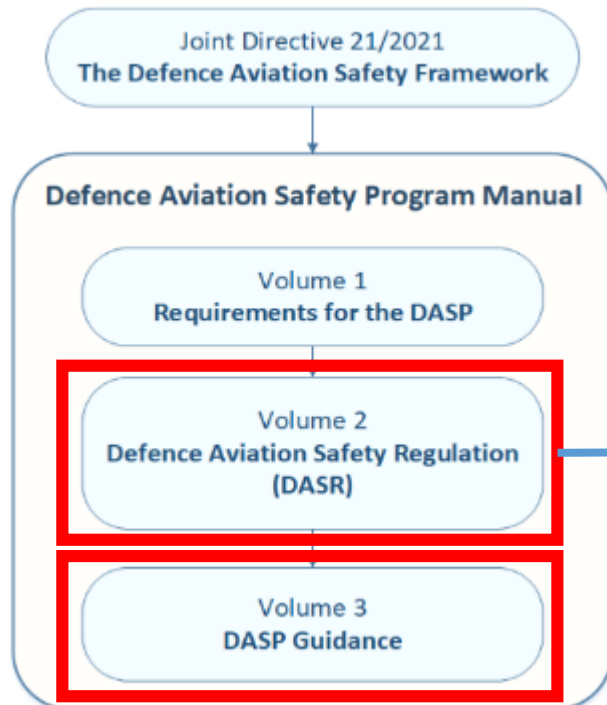 Joint Directive 21/2021
The Defence Aviation Safety Framework
Defence Aviation Safety Program Manual
Volume 1
Requirements for the DASP
Volume 2
Defence Aviation Safety Regulation
(DASR)
Volume 3
DASP Guidance